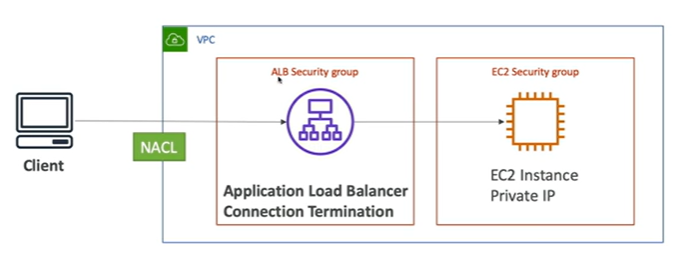 VPC
ALB Security group
EC2 Security group
NACL
Client
Application Load Balancer
Connection Termination
EC2 Instance
Private IP